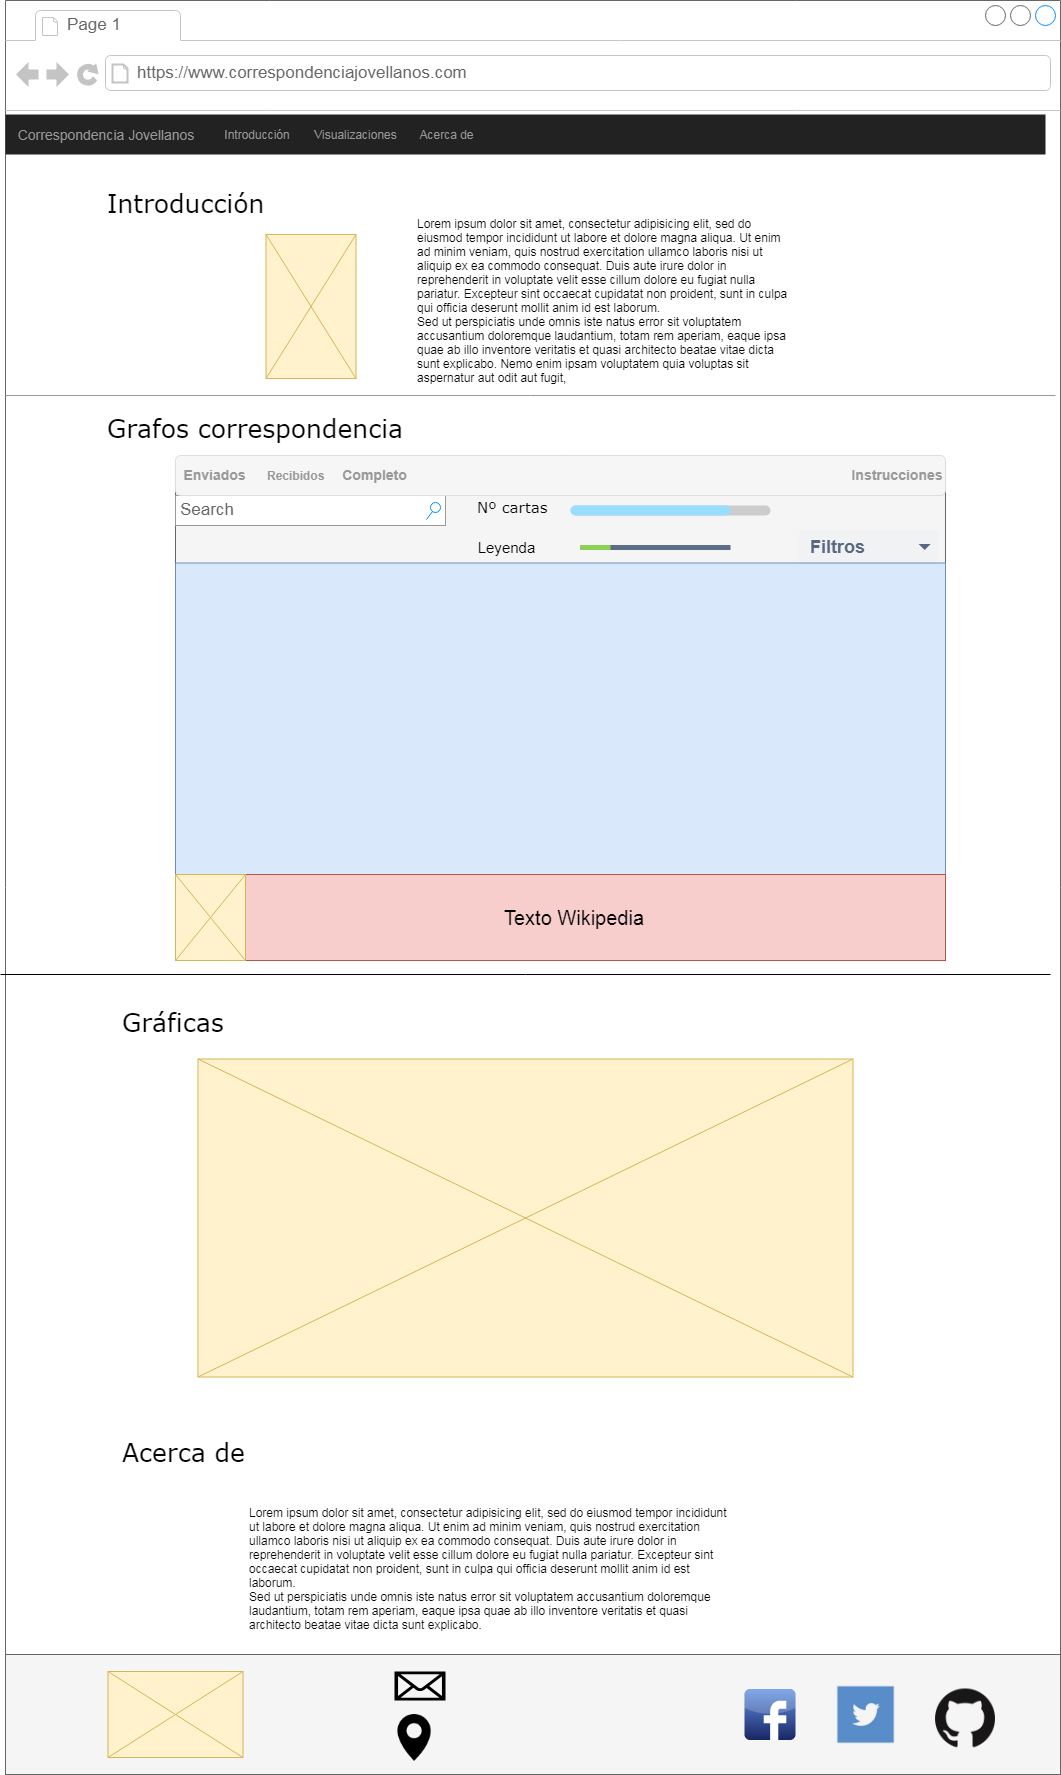 Page 1
https://www.correspondenciajovellanos.com
Correspondencia Jovellanos Introducción Visualizaciones Acerca de
Introducción
Lorem ipsum dolor sit amet, consectetur adipisicing elit, sed do
eiusmod tempor incididunt ut labore et dolore magna aliqua. Ut enim
ad minim veniam, quis nostrud exercitation ullamco laboris nisi ut
aliquip ex ea commodo consequat. Duis aute irure dolor in
reprehenderit in voluptate velit esse cillum dolore eu fugiat nulla
pariatur. Excepteur sint occaecat cupidatat non proident, sunt in culpa
qui officia deserunt mollit anim id est laborum.
Sed ut perspiciatis unde omnis iste natus error sit voluptatem
accusantium doloremque laudantium, totam rem aperiam, eaque ipsa
quae ab illo inventore veritatis et quasi architecto beatae vitae dicta
sunt explicabo. Nemo enim ipsam voluptatem quia voluptas sit
aspernatur aut odit aut fugit,
Grafos correspondencia
Enviados Recibidos Completo Instrucciones
Search Nº cartas
Leyenda Filtros
Texto Wikipedia
Gráficas
Acerca de
Lorem ipsum dolor sit amet, consectetur adipisicing elit, sed do eiusmod tempor incididunt
ut labore et dolore magna aliqua. Ut enim ad minim veniam, quis nostrud exercitation
ullamco laboris nisi ut aliquip ex ea commodo consequat. Duis aute irure dolor in
reprehenderit in voluptate velit esse cillum dolore eu fugiat nulla pariatur. Excepteur sint
occaecat cupidatat non proident, sunt in culpa qui officia deserunt mollit anim id est
laborum.
Sed ut perspiciatis unde omnis iste natus error sit voluptatem accusantium doloremque
laudantium, totam rem aperiam, eaque ipsa quae ab illo inventore veritatis et quasi
architecto beatae vitae dicta sunt explicabo.